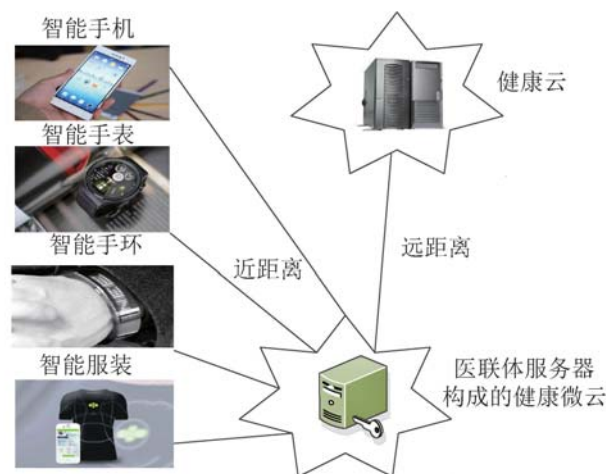 智能手机
健康云
智能手表
智能手环
近距离
远距离
智能服装
医联体服务器
构成的健康微云